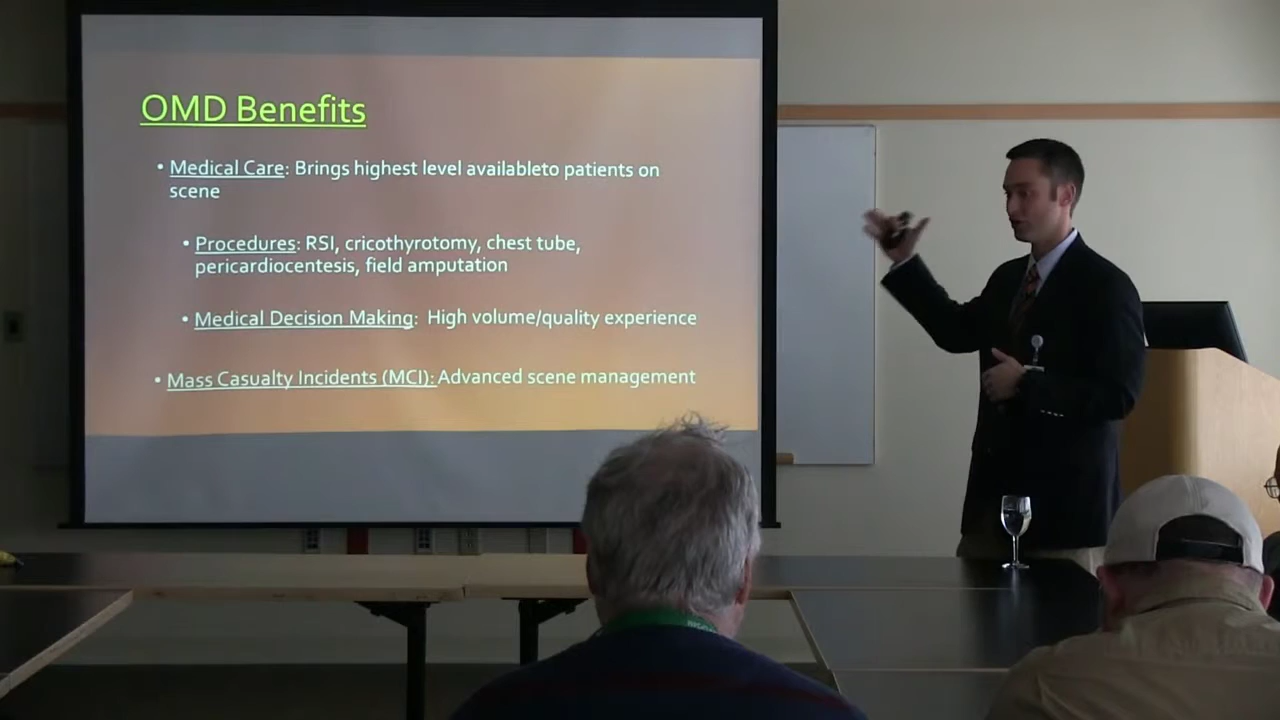 OMD Benefits
• Medical Care: Brings highest level availableto patients on
scene
• Procedures: RSI, cricothyrotomy, chest tube,
pericardiocentesis, field amputation
• Medical Decision Making:  High volume/quality experience
• Mass Casualty Incidents (MCI): Advanced scene management